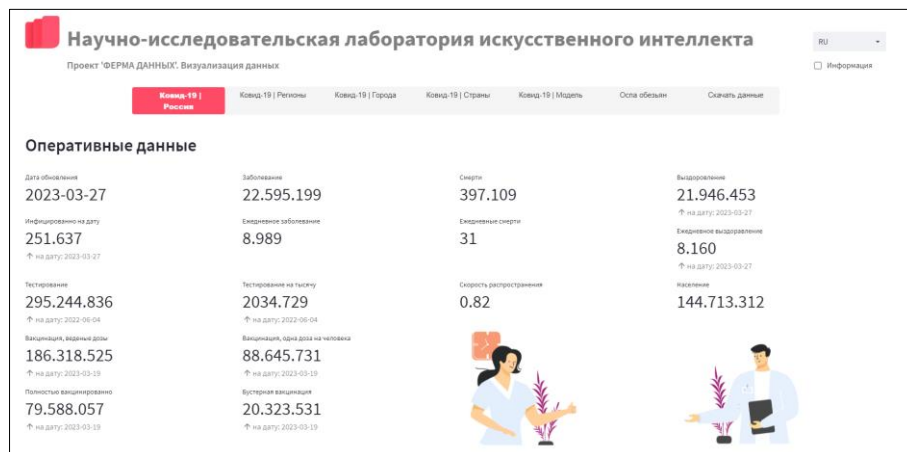 Научно-исследовательская лаборатория искусственного интеллекта
RU
Проект 'ФЕРМА ДАННЫХ'. Визуализация данных
Информация
Ковид-19 |
Россия
Ковид-19 | Регионы
Ковид-19 | Города
Ковид-19 | Страны
Ковид-19 | Модель
Оспа обезьян
Скачать данные
Оперативные данные
Дата обновления
2023-03-27
Заболевание
22.595.199
Смерти
397.109
Выздоровление
21.946.453
↑ на дату: 2023-03-27
Инфицированно на дату
251.637
↑ на дату: 2023-03-27
Ежедневное заболевание
8.989
Ежедневные смерти
31
Ежедневное выздоравление
8.160
↑ на дату: 2023-03-27
Тестирование
295.244.836
↑ на дату: 2022-06-04
Тестирование на тысячу
2034.729
↑ на дату: 2022-06-04
Скорость распространения
0.82
Население
144.713.312
Вакцинация, веденые дозы
186.318.525
↑ на дату: 2023-03-19
Вакцинация, одна доза на человека
88.645.731
↑ на дату: 2023-03-19
Полностью вакцинированно
79.588.057
↑ на дату: 2023-03-19
Бустерная вакцинация
20.323.531
↑ на дату: 2023-03-19